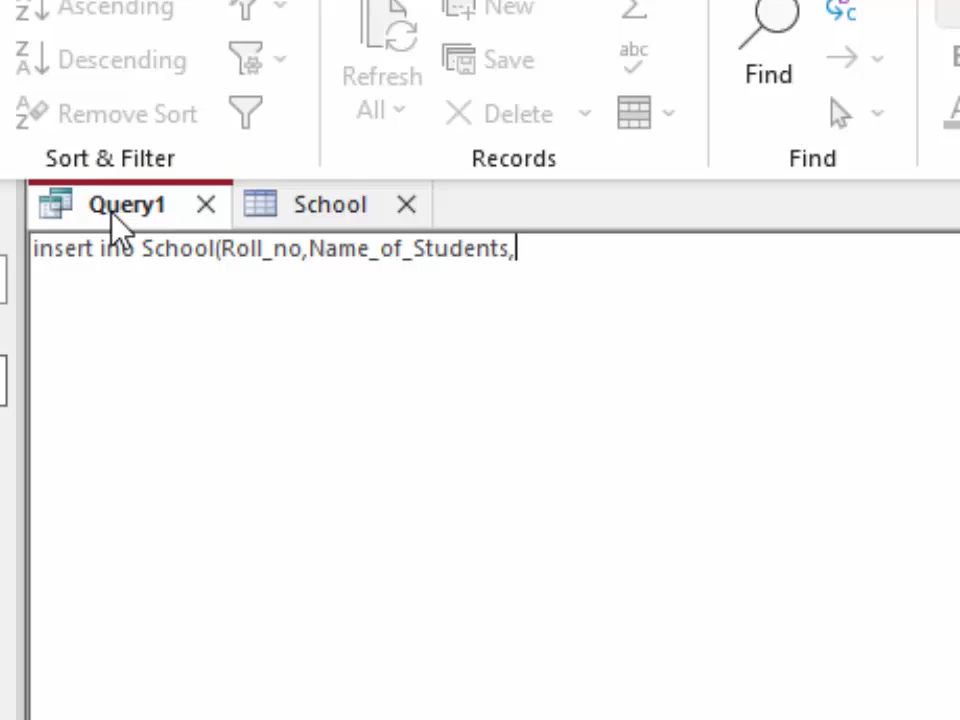 Ascending
New
Descending
Refresh
All
abc
Save
Find
Remove Sort
Delete
Sort & Filter
Records
Find
Query1
School
insert ino School(Roll_no,Name_of_Students,